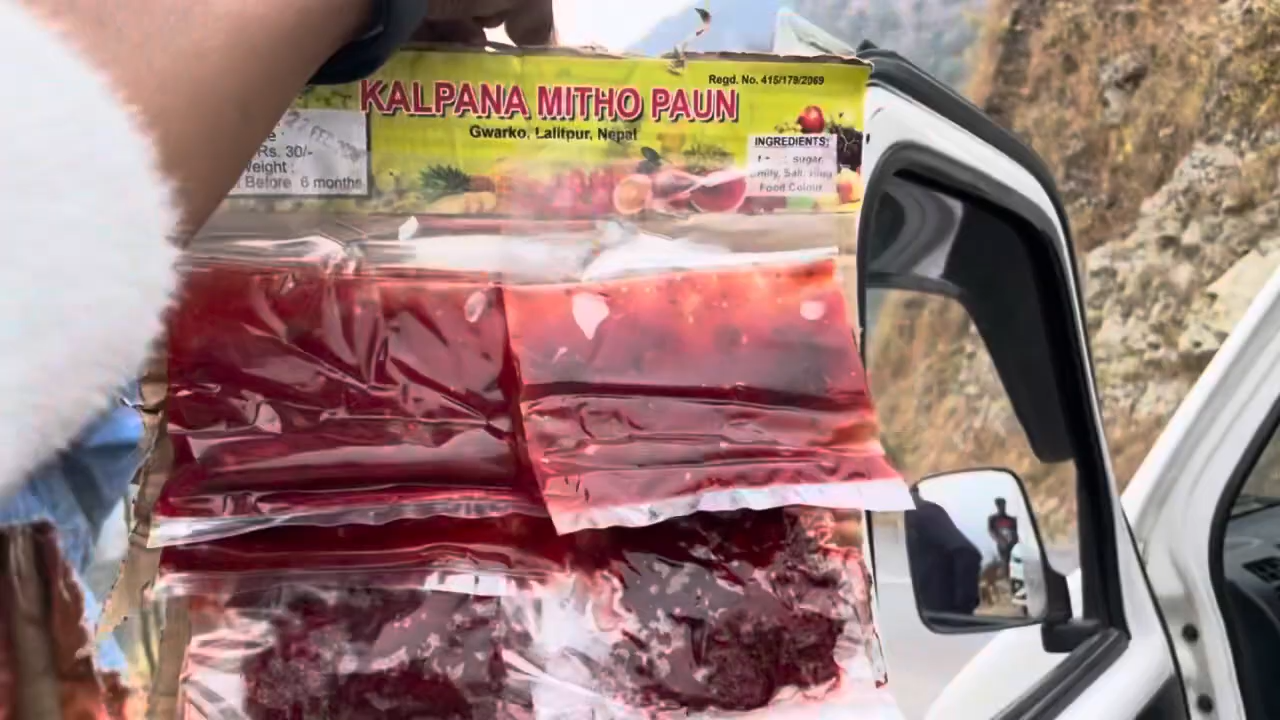 Regd. No. 415/178/2069
KALPANA MITHO PAUN
Gwarko, Lalitpur, Nepal
Rs. 30/-
Weight :
Before 6 months
INGREDIENTS:
sugar,
Salt,
Food Colour